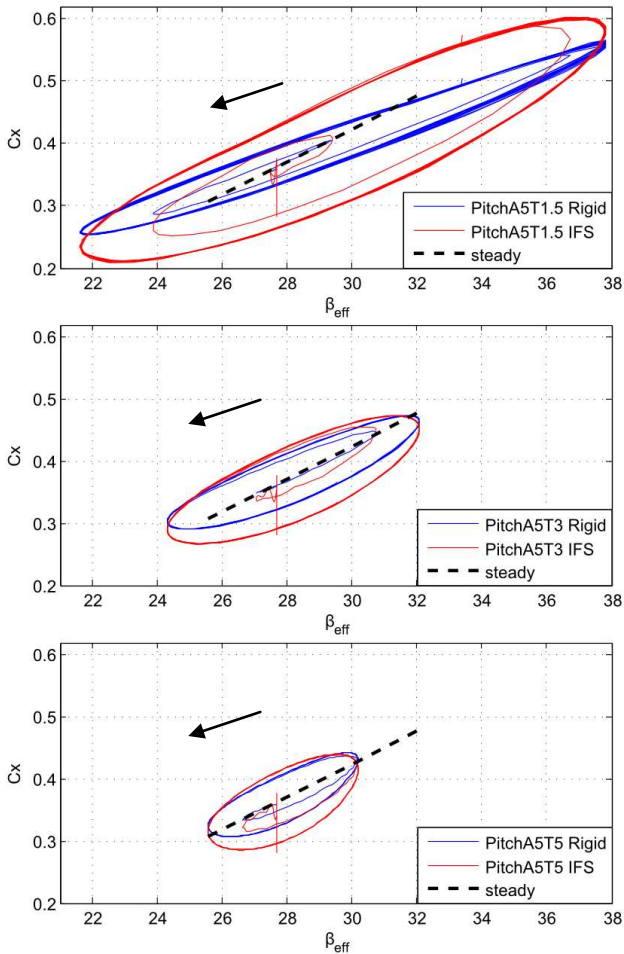 0.6
0.5
0.4
0.3
0.2
Cx
PitchA5T1.5 Rigid
PitchA5T1.5 IFS
steady
22 24 26 28 30 32 34 36 38
βeff
0.6
0.5
0.4
0.3
0.2
Cx
PitchA5T3 Rigid
PitchA5T3 IFS
steady
22 24 26 28 30 32 34 36 38
βeff
0.6
0.5
0.4
0.3
0.2
Cx
PitchA5T5 Rigid
PitchA5T5 IFS
steady
22 24 26 28 30 32 34 36 38
βeff